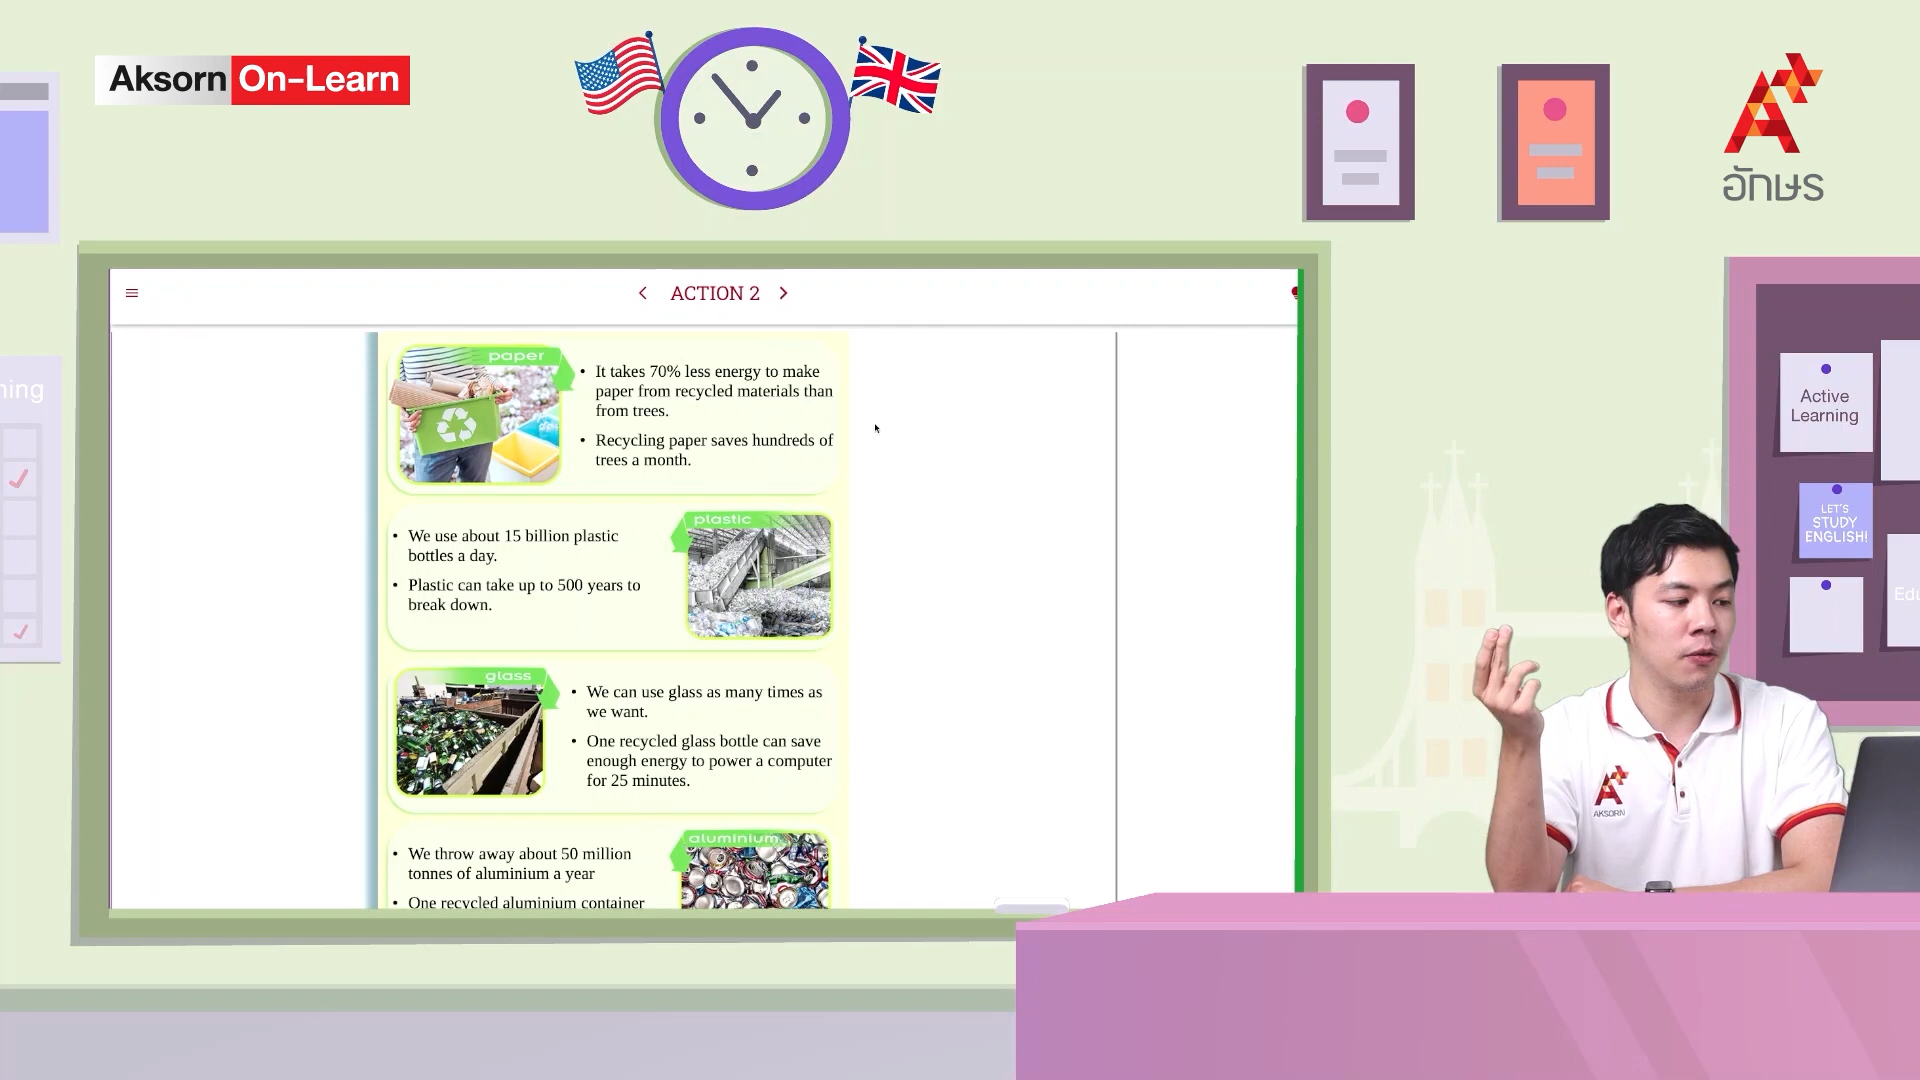 Aksorn On-Learn
อักษร
ACTION 2
paper
• It takes 70% less energy to make
paper from recycled materials than
from trees.
• Recycling paper saves hundreds of
trees a month.
plastic
• We use about 15 billion plastic
bottles a day.
• Plastic can take up to 500 years to
break down.
glass
• We can use glass as many times as
we want.
• One recycled glass bottle can save
enough energy to power a computer
for 25 minutes.
aluminium
• We throw away about 50 million
tonnes of aluminium a year
• One recycled aluminium container
ning
Active
Learning
LET'S
STUDY
ENGLISH!
Edu
AKSORN